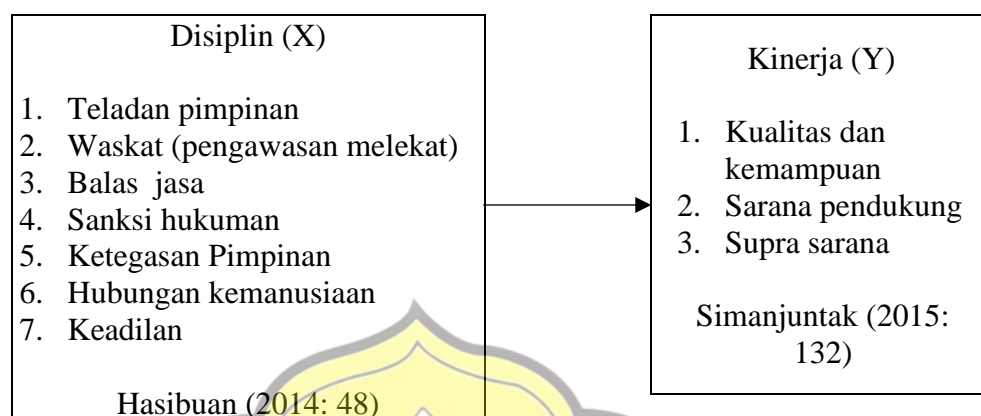 Disiplin (X)
1. Teladan pimpinan
2. Waskat (pengawasan melekat)
3. Balas jasa
4. Sanksi hukuman
5. Ketegasan Pimpinan
6. Hubungan kemanusiaan
7. Keadilan
Hasibuan (2014: 48)
Kinerja (Y)
1. Kualitas dan
kemampuan
2. Sarana pendukung
3. Supra sarana
Simanjuntak (2015:
132)